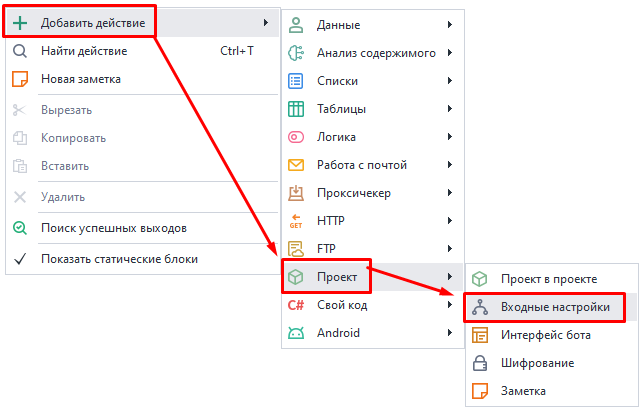 Добавить действие
Найти действие Ctrl+T
Новая заметка
Вырезать
Копировать
Вставить
Удалить
Поиск успешных выходов
Показать статические блоки
Данные
Анализ содержимого
Списки
Таблицы
Логика
Работа с почтой
Проксичекер
GET HTTP
FTP
Проект
C# Свой код
Android
Проект в проекте
Входные настройки
Интерфейс бота
Шифрование
Заметка